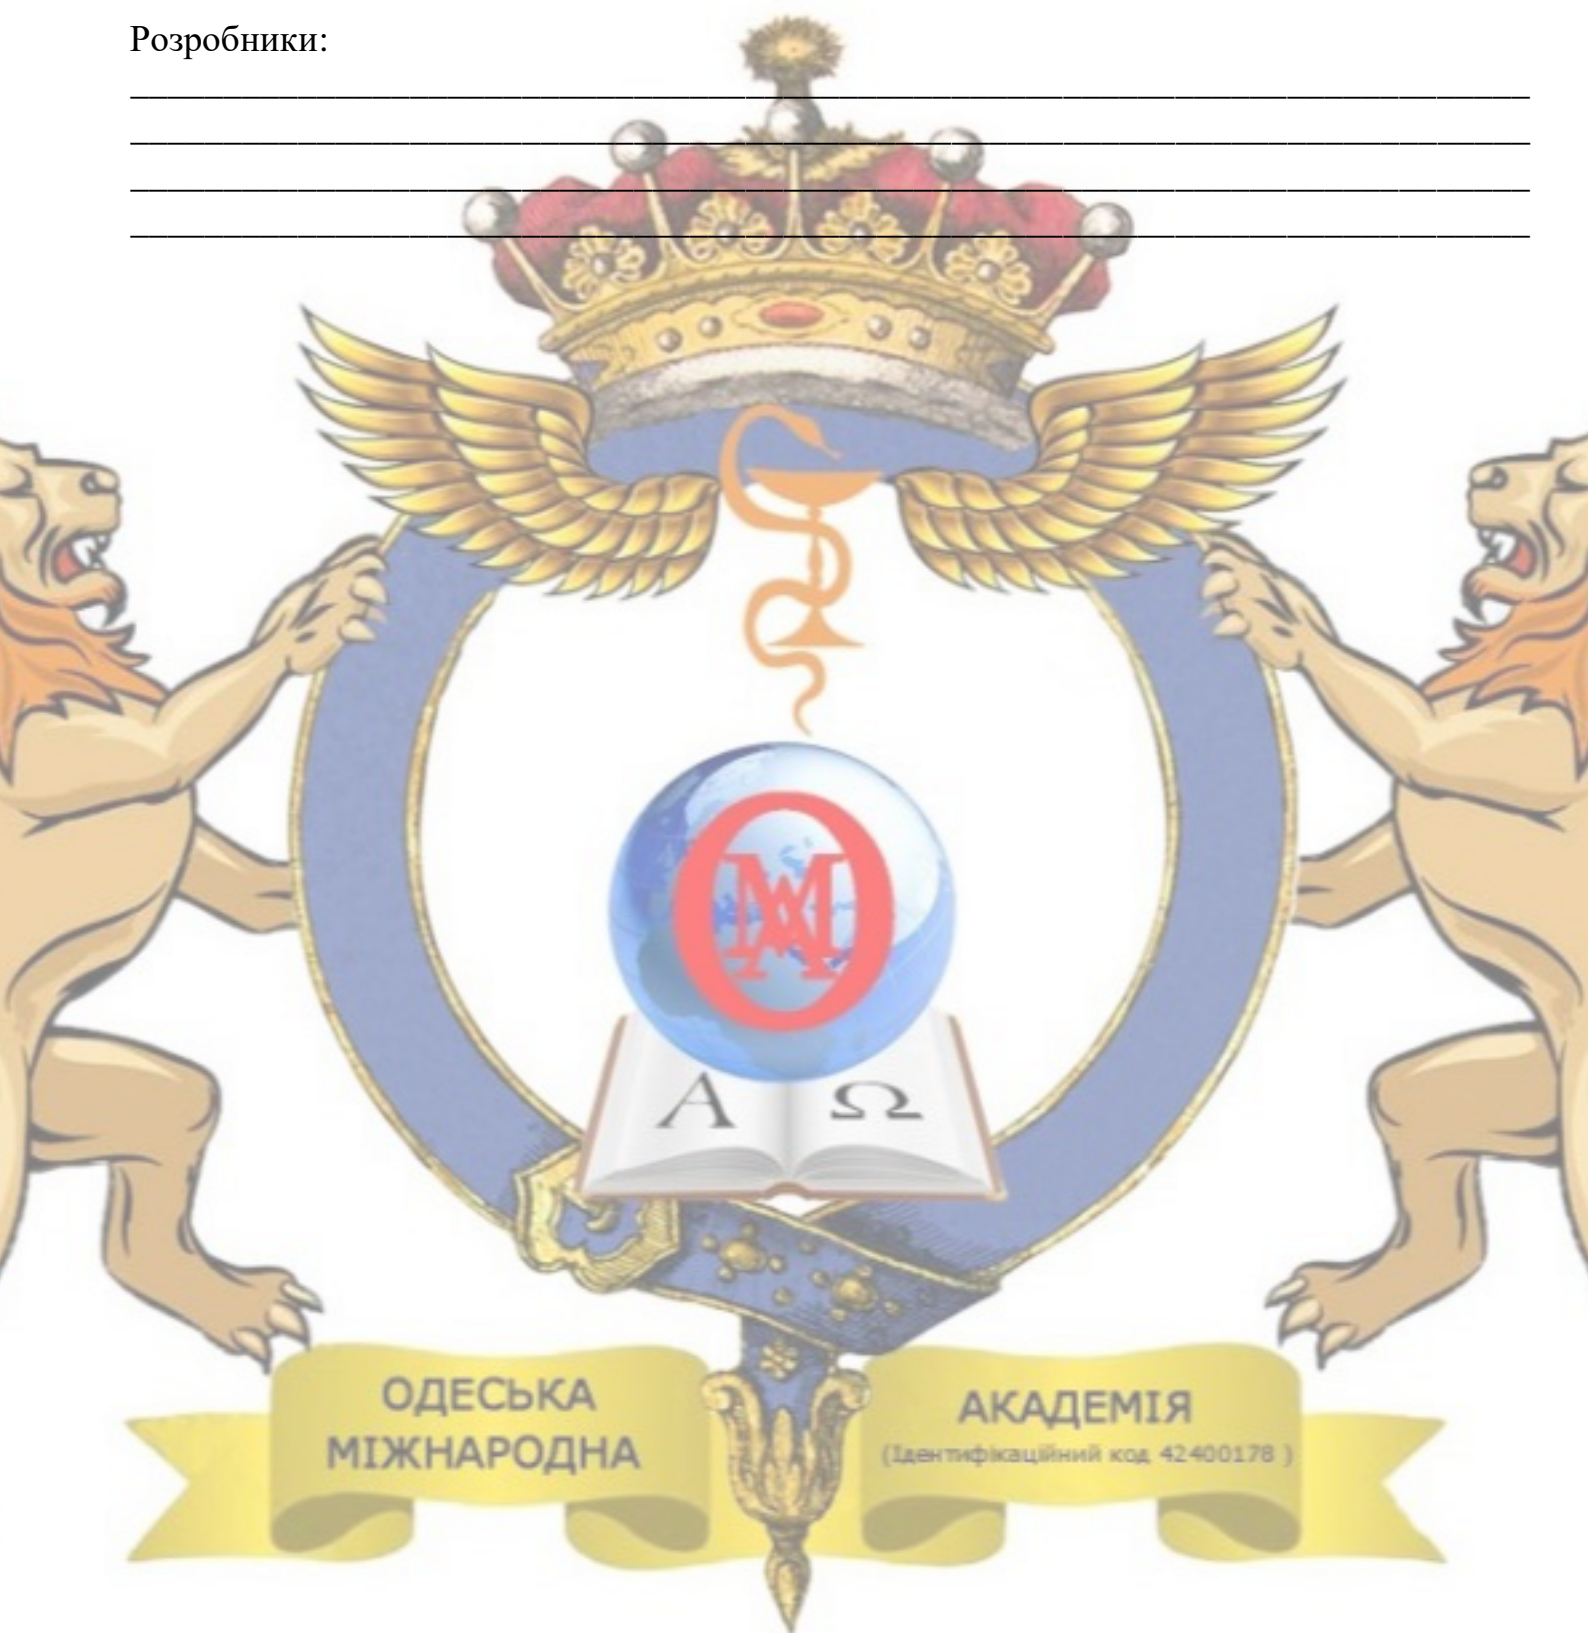 Розробники:
Α Ω
ОДЕСЬКА
МІЖНАРОДНА
АКАДЕМІЯ
(Ідентифікаційний код 42400178 )